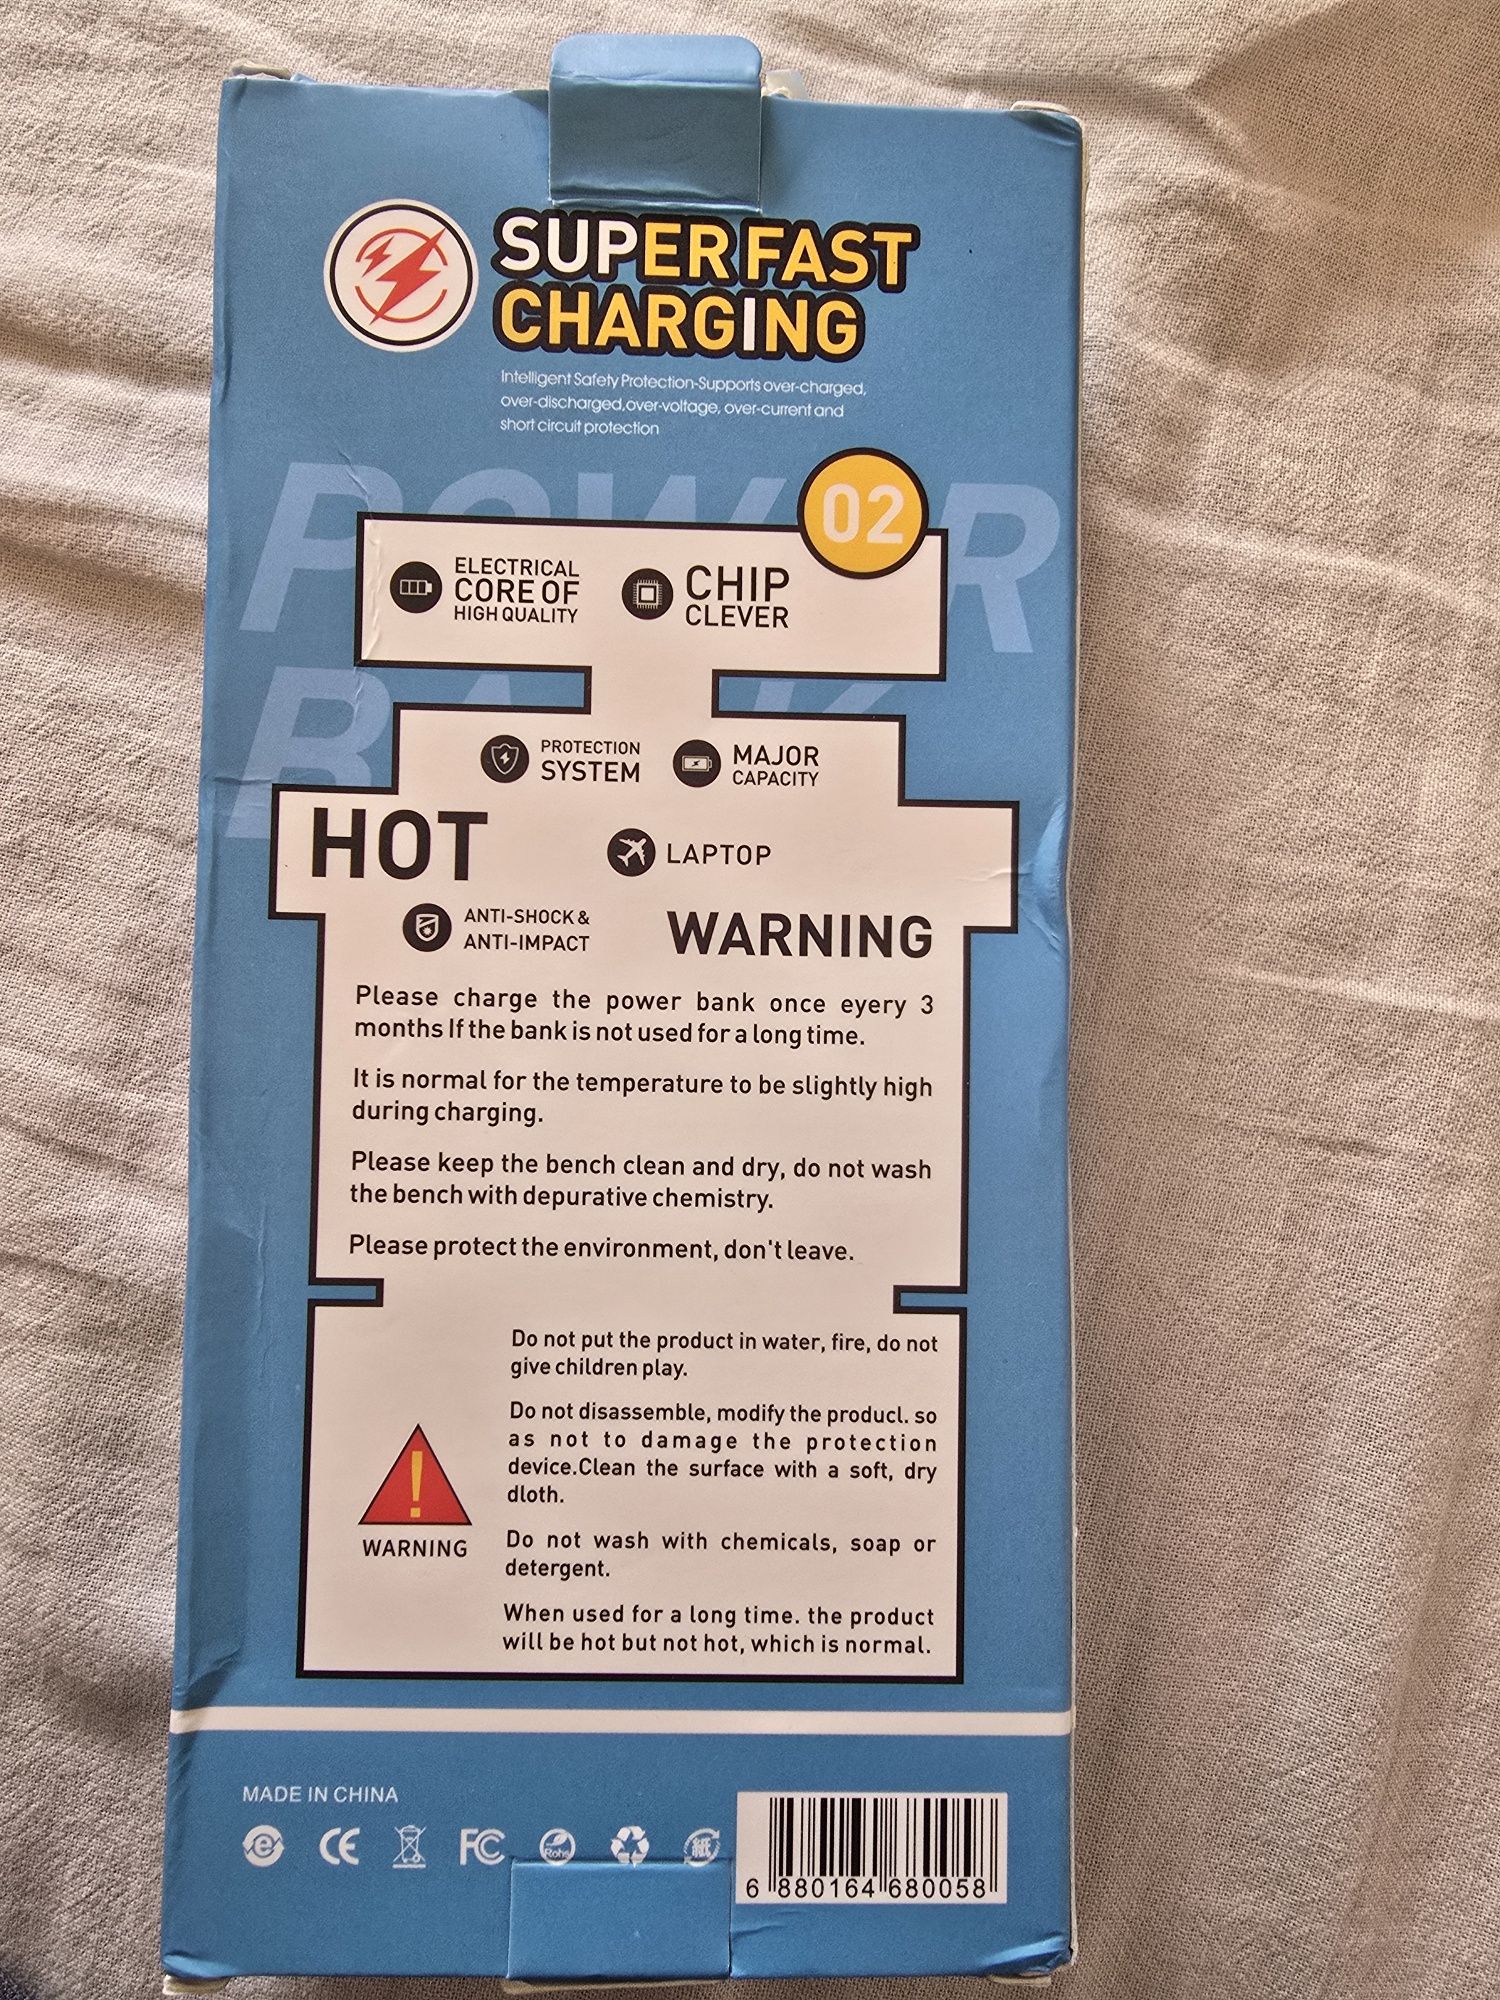 SUPER FAST
CHARGING
Intelligent Safety Protection-Supports over-charged,
over-discharged,over-voltage, over-current and
short circuit protection
POWER
BANK
02
ELECTRICAL
CORE OF
HIGH QUALITY
CHIP
CLEVER
PROTECTION
SYSTEM
MAJOR
CAPACITY
HOT
LAPTOP
ANTI-SHOCK &
ANTI-IMPACT
WARNING
Please charge the power bank once eyery 3
months If the bank is not used for a long time.
It is normal for the temperature to be slightly high
during charging.
Please keep the bench clean and dry, do not wash
the bench with depurative chemistry.
Please protect the environment, don't leave.
Do not put the product in water, fire, do not
give children play.
Do not disassemble, modify the producl. so
as not to damage the protection
device.Clean the surface with a soft, dry
dloth.
WARNING
Do not wash with chemicals, soap or
detergent.
When used for a long time. the product
will be hot but not hot, which is normal.
MADE IN CHINA
e CE FC RoHs 紙
6 880164 680058